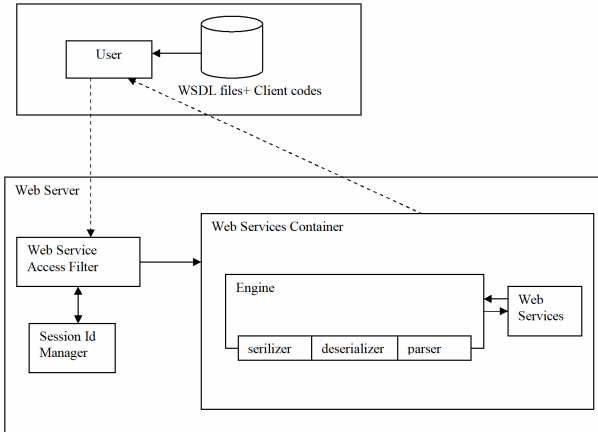 User
WSDL files+ Client codes
Web Server
Web Service
Access Filter
Session Id
Manager
Web Services Container
Engine
serilizer
deserializer
parser
Web
Services